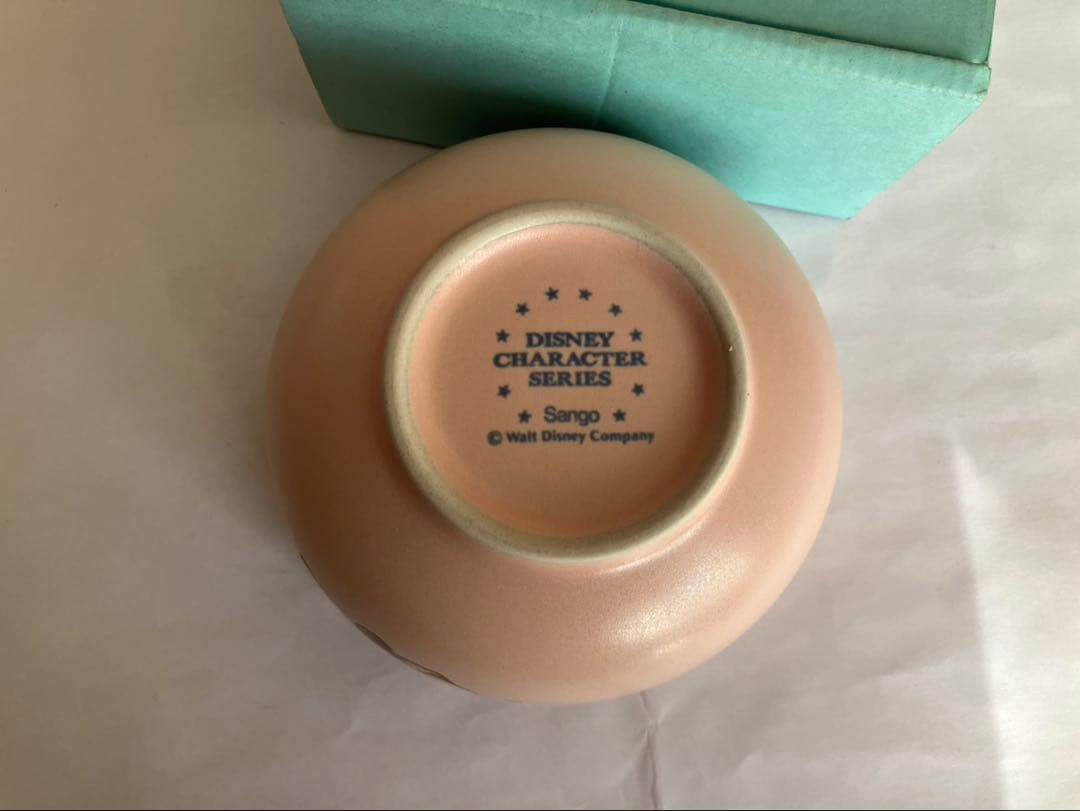 DISNEY
CHARACTER
SERIES
Sango
© Walt Disney Company